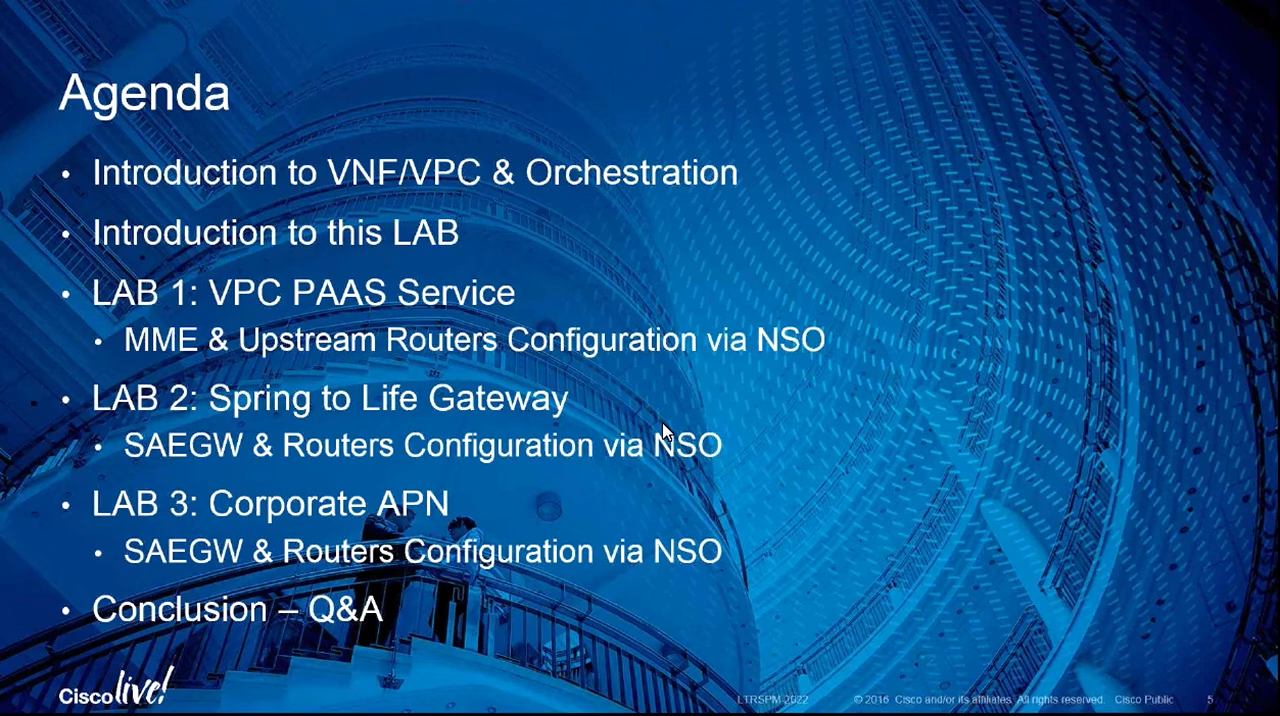 Agenda
• Introduction to VNF/VPC & Orchestration
• Introduction to this LAB
• LAB 1: VPC PAAS Service
• MME & Upstream Routers Configuration via NSO
• LAB 2: Spring to Life Gateway
• SAEGW & Routers Configuration via NSO
• LAB 3: Corporate APN
• SAEGW & Routers Configuration via NSO
• Conclusion – Q&A
Cisco live! LTRSPM-2022 © 2016 Cisco and/or its affiliates. All rights reserved. Cisco Public 5